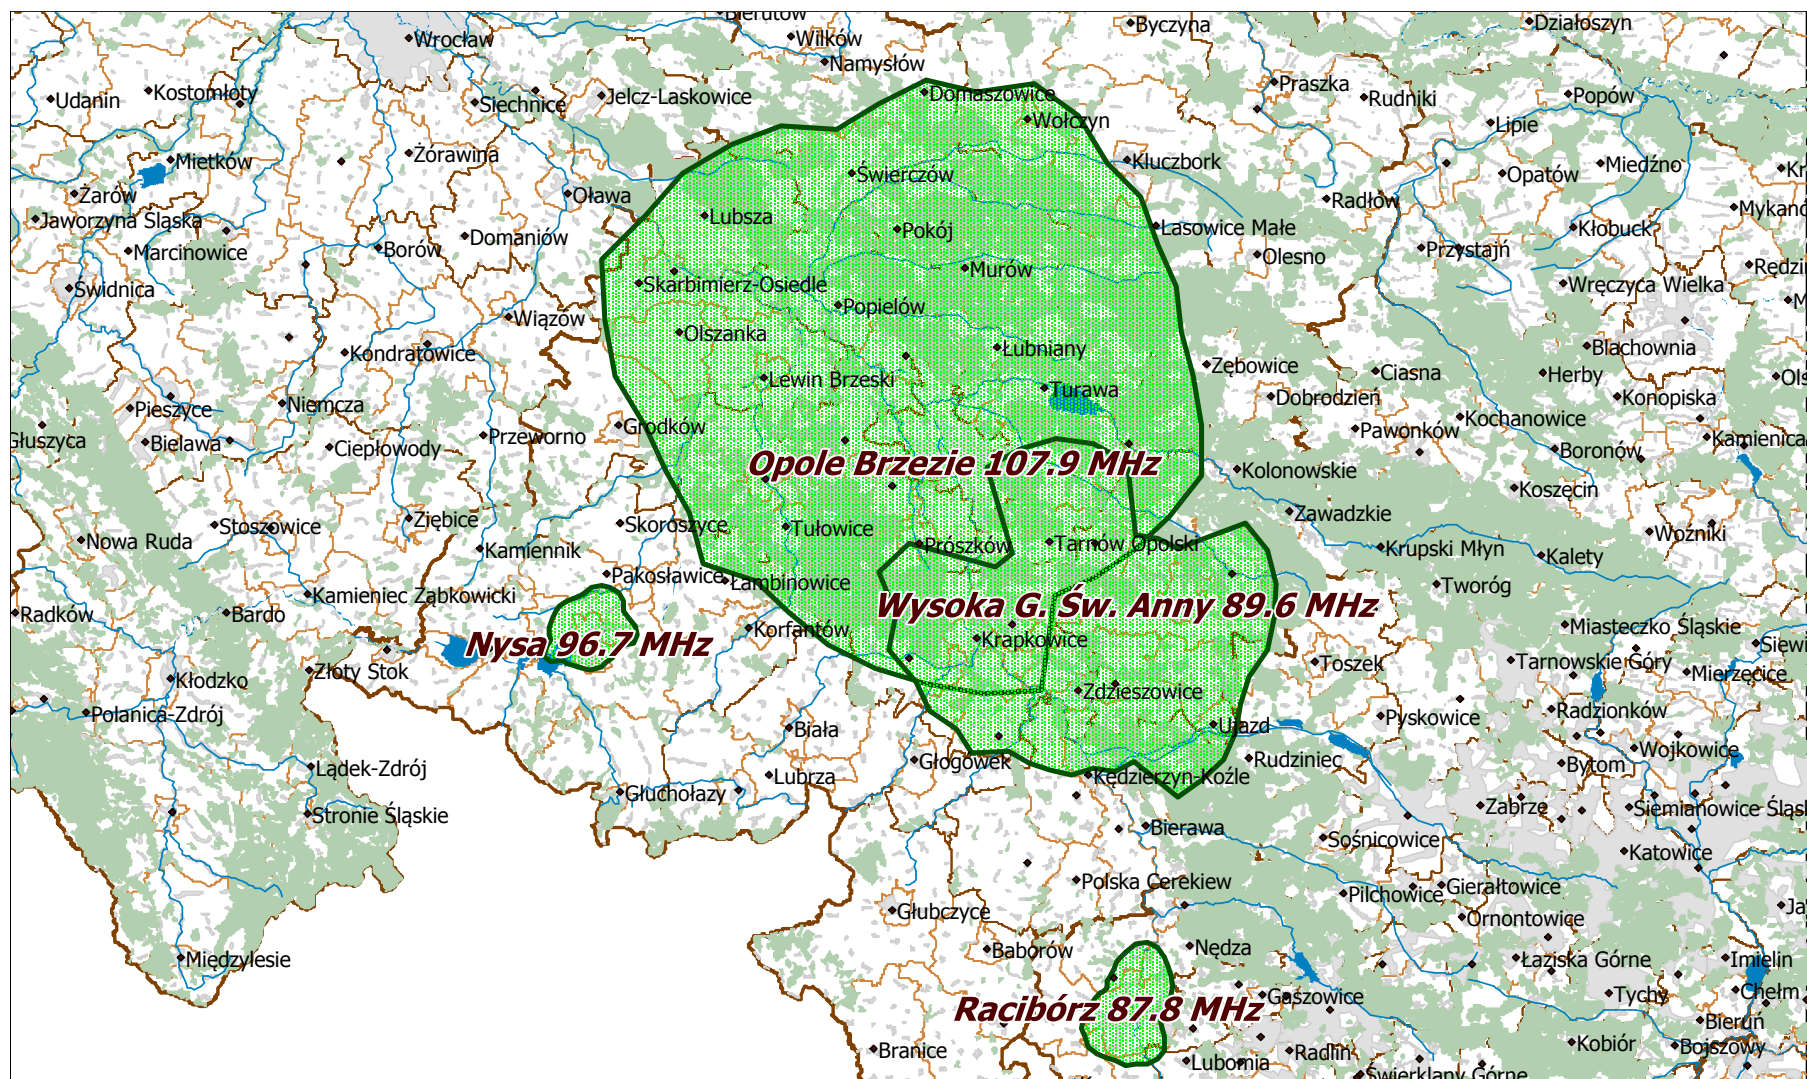 Bierutów
Wilków
Byczyna
Działoszyn
Wrocław
Namysłów
Udanin
Kostomłoty
Siechnice
Jelcz-Laskowice
Domaszowice
Wołczyn
Praszka
Rudniki
Popów
Lipie
Mietków
Żórawina
Świerczów
Kluczbork
Opatów
Miedźno
Żarów
Oława
Radłów
Jaworzyna Śląska
Lubsza
Pokój
Lasowice Małe
Kłobuck
Marcinowice
Borów
Domaniów
Murów
Olesno
Przystajń
Świdnica
Skarbimierz-Osiedle
Popielów
Wręczyca Wielka
Wiązów
Olszanka
Łubniany
Blachownia
Kondratowice
Lewin Brzeski
Turawa
Zębowice
Ciasna
Herby
Pieszyce
Niemcza
Dobrodzień
Kochanowice
Konopiska
Głuszyca
Bielawa
Ciepłowody
Przeworno
Grodków
Pawonków
Boronów
Kamienica
Opole Brzezie 107.9 MHz
Kolonowskie
Koszęcin
Stoszowice
Ziębice
Skoroszyce
Tułowice
Zawadzkie
Woźniki
Nowa Ruda
Kamiennik
Prószków
Tarnów Opolski
Krupski Młyn
Kalety
Pakosławice
Łambinowice
Tworóg
Radków
Bardo
Kamieniec Ząbkowicki
Wysoka G. Św. Anny 89.6 MHz
Nysa 96.7 MHz
Korfantów
Krapkowice
Miasteczko Śląskie
Toszek
Tarnowskie Góry
Złoty Stok
Kłodzko
Mierzęcice
Polanica-Zdrój
Zdzieszowice
Biała
Ujazd
Pyskowice
Radzionków
Lądek-Zdrój
Lubrza
Głogówek
Rudziniec
Bytom
Wojkowice
Kędzierzyn-Koźle
Głuchołazy
Stronie Śląskie
Zabrze
Bierawa
Sośnicowice
Katowice
Polska Cerekiew
Pilchowice
Gierałtowice
Głubczyce
Ornontowice
Baborów
Nędza
Międzylesie
Łaziska Górne
Imielin
Racibórz 87.8 MHz
Gaszowice
Tychy
Bieruń
Branice
Lubomia
Radlin
Kobiór
Bojszowy
Świerklany Górne